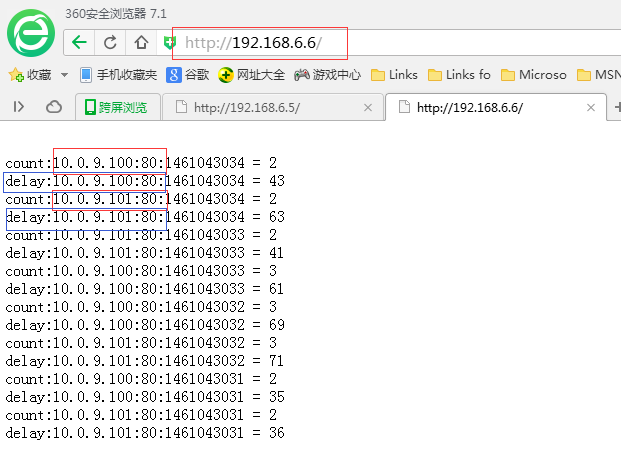 360安全浏览器 7.1
http://192.168.6.6/
收藏 手机收藏夹 谷歌 网址大全 游戏中心 Links Links fo Microso MSN
跨屏浏览 http://192.168.6.5/ http://192.168.6.6/
count:10.0.9.100:80:1461043034 = 2
delay:10.0.9.100:80:1461043034 = 43
count:10.0.9.101:80:1461043034 = 2
delay:10.0.9.101:80:1461043034 = 63
count:10.0.9.101:80:1461043033 = 2
delay:10.0.9.101:80:1461043033 = 41
count:10.0.9.100:80:1461043033 = 3
delay:10.0.9.100:80:1461043033 = 61
count:10.0.9.100:80:1461043032 = 3
delay:10.0.9.100:80:1461043032 = 69
count:10.0.9.101:80:1461043032 = 3
delay:10.0.9.101:80:1461043032 = 71
count:10.0.9.100:80:1461043031 = 2
delay:10.0.9.100:80:1461043031 = 35
count:10.0.9.101:80:1461043031 = 2
delay:10.0.9.101:80:1461043031 = 36